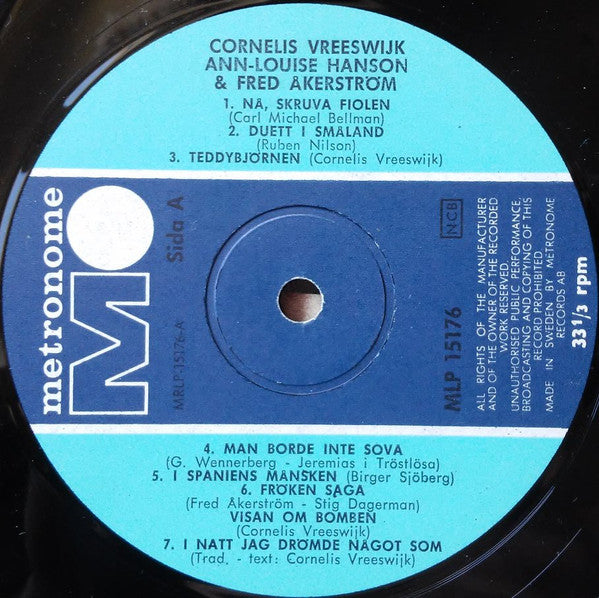 CORNELIS VREESWIJK
ANN-LOUISE HANSON
& FRED ÅKERSTRÖM
1. NÅ, SKRUVA FIOLEN
(Carl Michael Bellman)
2. DUETT I SMÅLAND
(Ruben Nilson)
3. TEDDYBJÖRNEN (Cornelis Vreeswijk)
metronome
Sida A
MRLP-15176-A
NCB
MLP 15176
ALL RIGHTS OF THE MANUFACTURER
AND OF THE OWNER OF THE RECORDED
WORK RESERVED.
UNAUTHORISED PUBLIC PERFORMANCE,
BROADCASTING AND COPYING OF THIS
RECORD PROHIBITED.
MADE IN SWEDEN BY METRONOME
RECORDS AB
33 1/3 rpm
4. MAN BORDE INTE SOVA
(G. Wennerberg - Jeremias i Tröstlösa)
5. I SPANIENS MÅNSKEN (Birger Sjöberg)
6. FRÖKEN SAGA
(Fred Åkerström - Stig Dagerman)
VISAN OM BOMBEN
(Cornelis Vreeswijk)
7. I NATT JAG DRÖMDE NÅGOT SOM
(Trad. - text: Cornelis Vreeswijk)